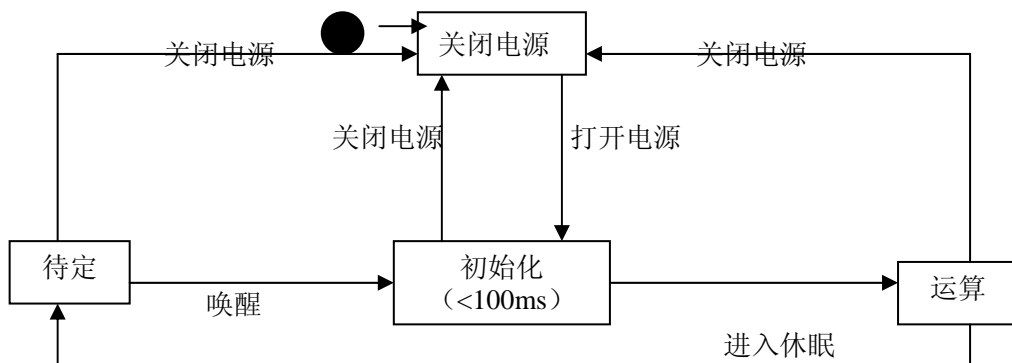 关闭电源
关闭电源
关闭电源
关闭电源
打开电源
待定
初始化
（<100ms）
运算
唤醒
进入休眠